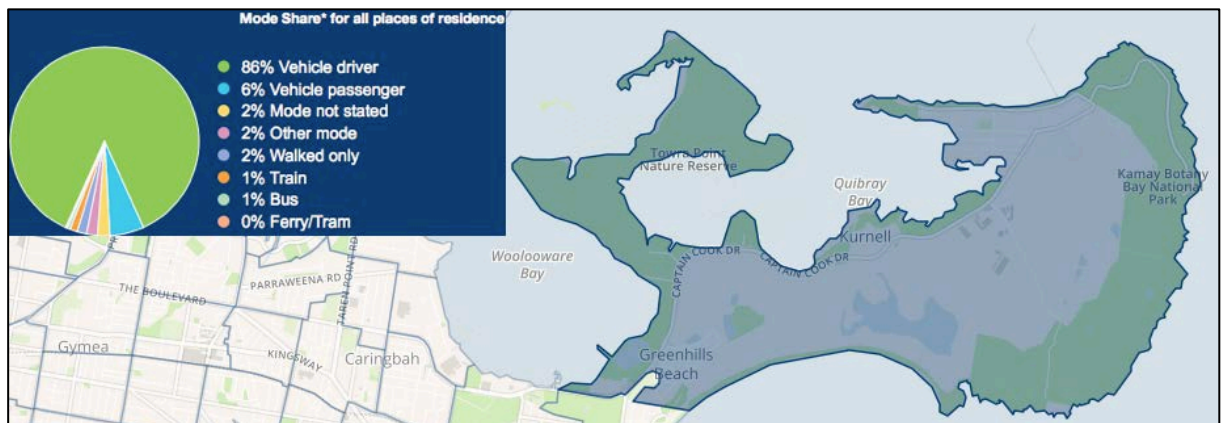 Mode Share* for all places of residence
86% Vehicle driver
6% Vehicle passenger
2% Mode not stated
2% Other mode
2% Walked only
1% Train
1% Bus
0% Ferry/Tram
Towra Point
Nature Reserve
Quibray
Bay
Kamay Botany
Bay National
Park
Kurnell
Woolooware
Bay
CAPTAIN COOK DR
CAPTAIN COOK DR
PARRAWEENA RD
THE BOULEVARD
TAREN POINT RD
KINGSWAY
Gymea
Caringbah
Greenhills
Beach